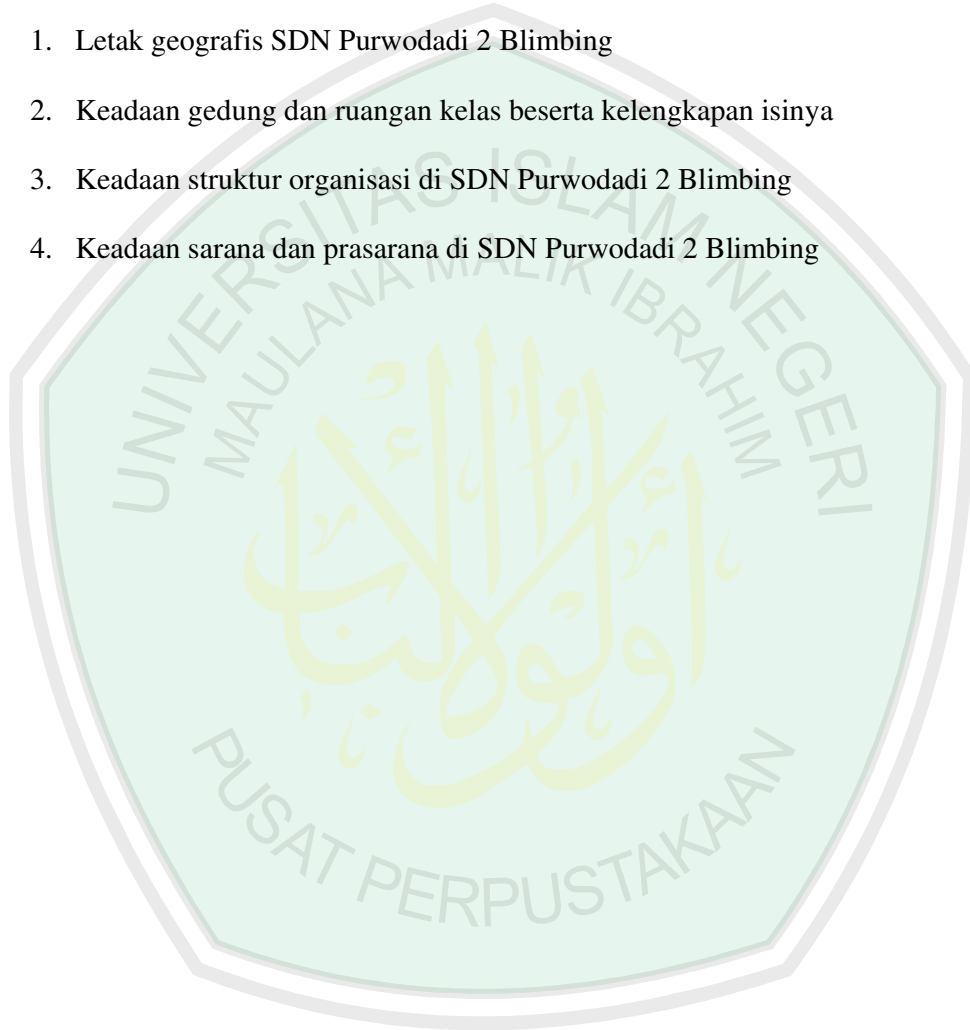 1. Letak geografis SDN Purwodadi 2 Blimbing
2. Keadaan gedung dan ruangan kelas beserta kelengkapan isinya
3. Keadaan struktur organisasi di SDN Purwodadi 2 Blimbing
4. Keadaan sarana dan prasarana di SDN Purwodadi 2 Blimbing
UNIVERSITAS ISLAM NEGERI
MAULANA MALIK IBRAHIM
أولوا الألباب
PUSAT PERPUSTAKAAN